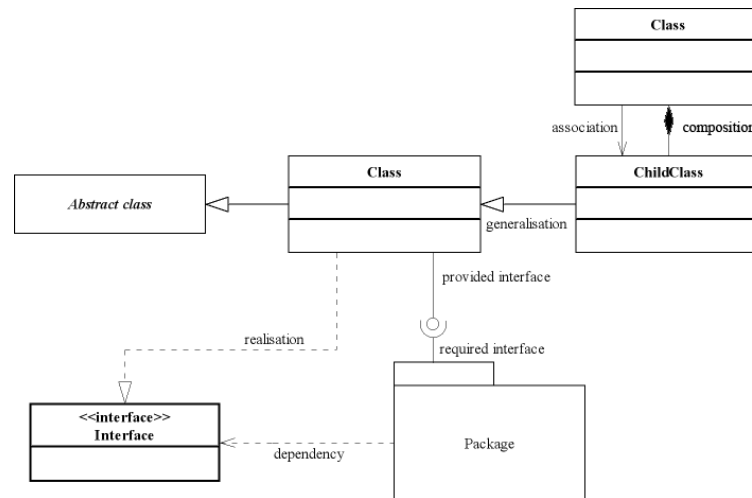 Class
association
composition
Class
ChildClass
Abstract class
generalisation
provided interface
realisation
required interface
<<interface>>
Interface
Package
dependency